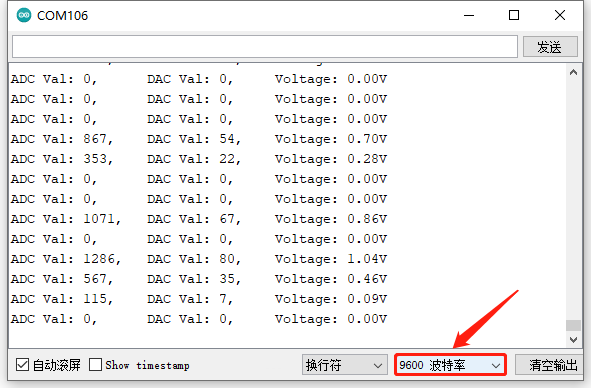 COM106
发送
ADC Val: 0, DAC Val: 0, Voltage: 0.00V
ADC Val: 0, DAC Val: 0, Voltage: 0.00V
ADC Val: 0, DAC Val: 0, Voltage: 0.00V
ADC Val: 867, DAC Val: 54, Voltage: 0.70V
ADC Val: 353, DAC Val: 22, Voltage: 0.28V
ADC Val: 0, DAC Val: 0, Voltage: 0.00V
ADC Val: 0, DAC Val: 0, Voltage: 0.00V
ADC Val: 1071, DAC Val: 67, Voltage: 0.86V
ADC Val: 0, DAC Val: 0, Voltage: 0.00V
ADC Val: 1286, DAC Val: 80, Voltage: 1.04V
ADC Val: 567, DAC Val: 35, Voltage: 0.46V
ADC Val: 115, DAC Val: 7, Voltage: 0.09V
ADC Val: 0, DAC Val: 0, Voltage: 0.00V
自动滚屏 Show timestamp 换行符 9600 波特率 清空输出